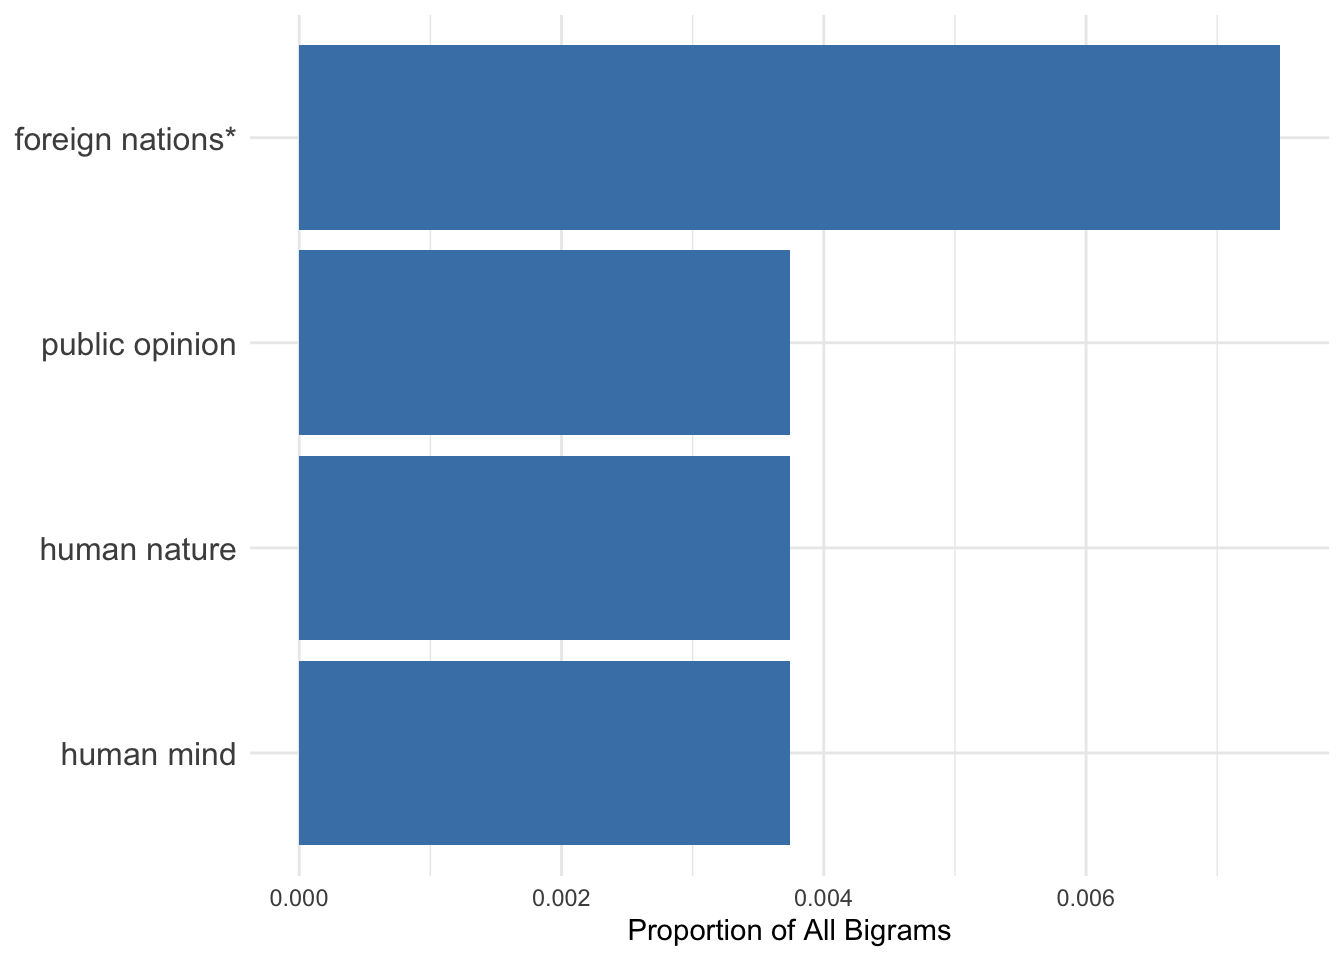 foreign nations*
public opinion
human nature
human mind
0.000 0.002 0.004 0.006
Proportion of All Bigrams